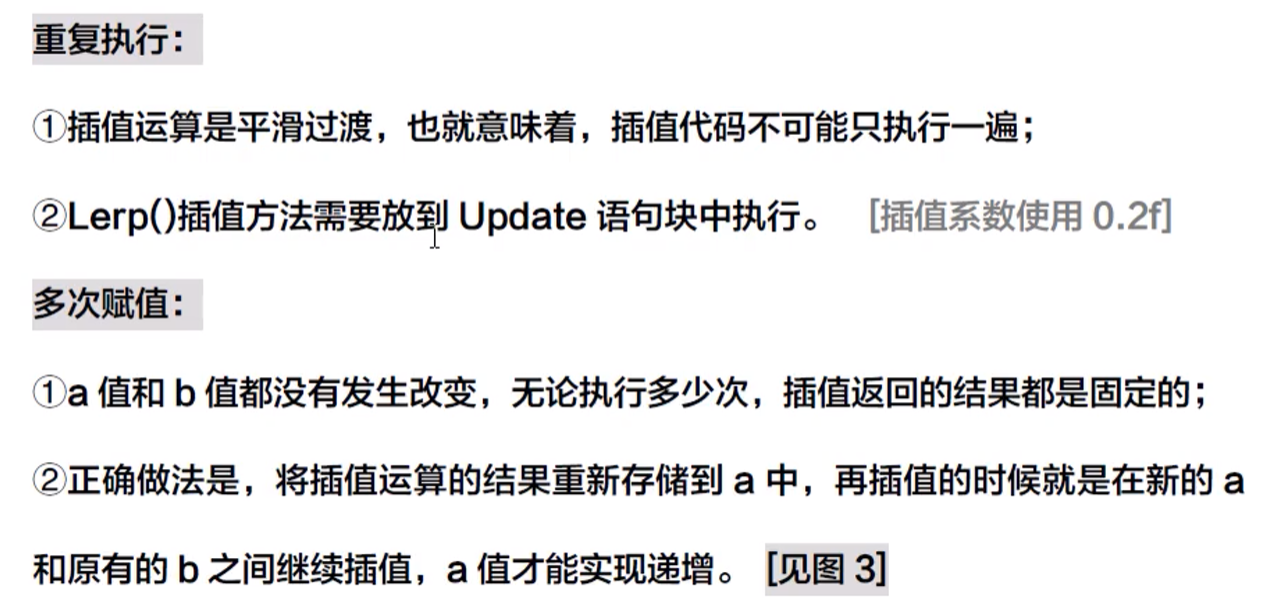 重复执行：
①插值运算是平滑过渡，也就意味着，插值代码不可能只执行一遍；
②Lerp()插值方法需要放到 Update 语句块中执行。 [插值系数使用 0.2f]
多次赋值：
①a 值和 b 值都没有发生改变，无论执行多少次，插值返回的结果都是固定的；
②正确做法是，将插值运算的结果重新存储到 a 中，再插值的时候就是在新的 a
和原有的 b 之间继续插值，a 值才能实现递增。 [见图 3]